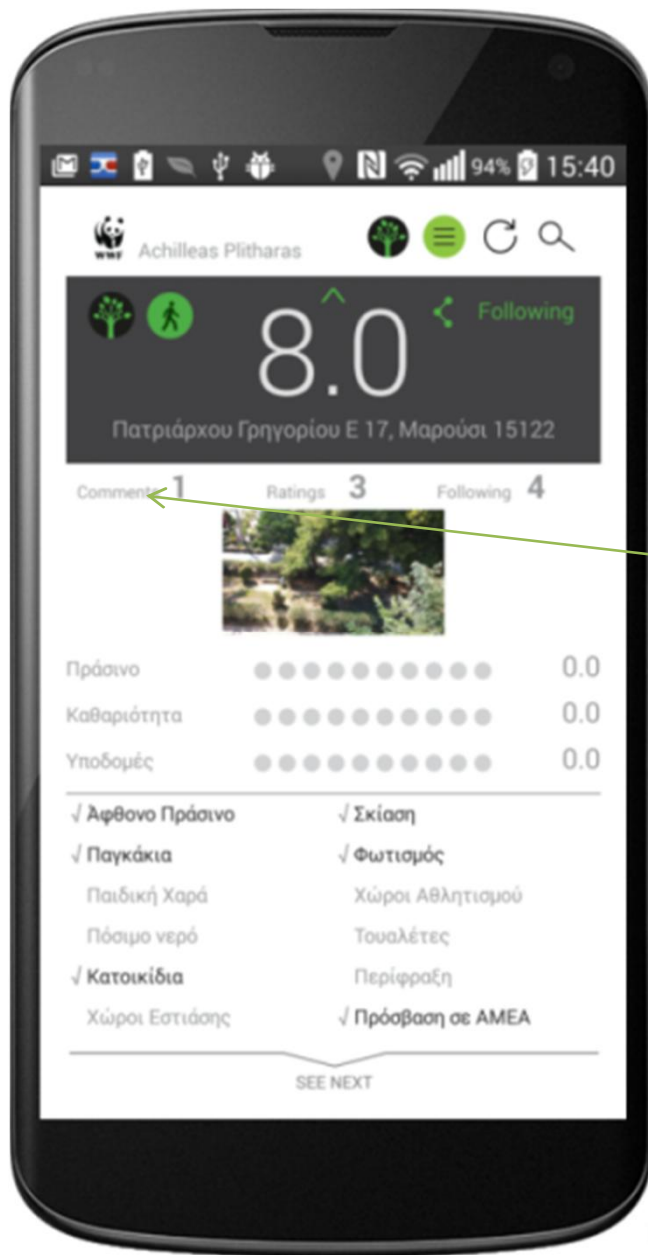 94% 15:40
WWF Achilleas Plitharas
8.0 Following
Πατριάρχου Γρηγορίου Ε 17, Μαρούσι 15122
Comments 1 Ratings 3 Following 4
Πράσινο 0.0
Καθαριότητα 0.0
Υποδομές 0.0
√ Άφθονο Πράσινο √ Σκίαση
√ Παγκάκια √ Φωτισμός
Παιδική Χαρά Χώροι Αθλητισμού
Πόσιμο νερό Τουαλέτες
√ Κατοικίδια Περίφραξη
Χώροι Εστιάσης √ Πρόσβαση σε ΑΜΕΑ
SEE NEXT